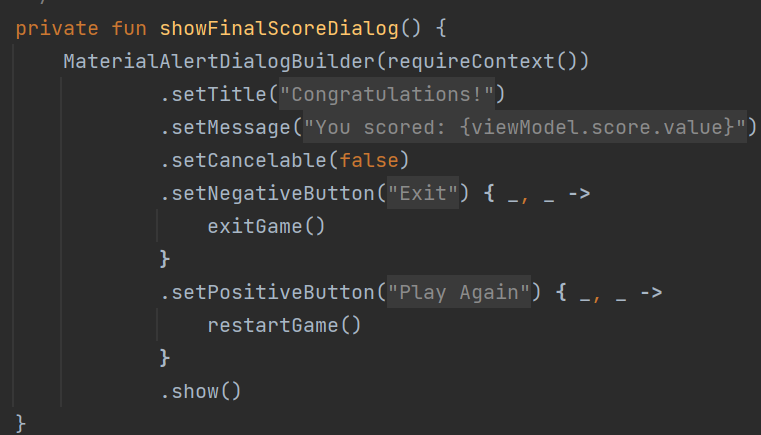 private fun showFinalScoreDialog() {
    MaterialAlertDialogBuilder(requireContext())
            .setTitle("Congratulations!")
            .setMessage("You scored: {viewModel.score.value}")
            .setCancelable(false)
            .setNegativeButton("Exit") { _, _ ->
                exitGame()
            }
            .setPositiveButton("Play Again") { _, _ ->
                restartGame()
            }
            .show()
}